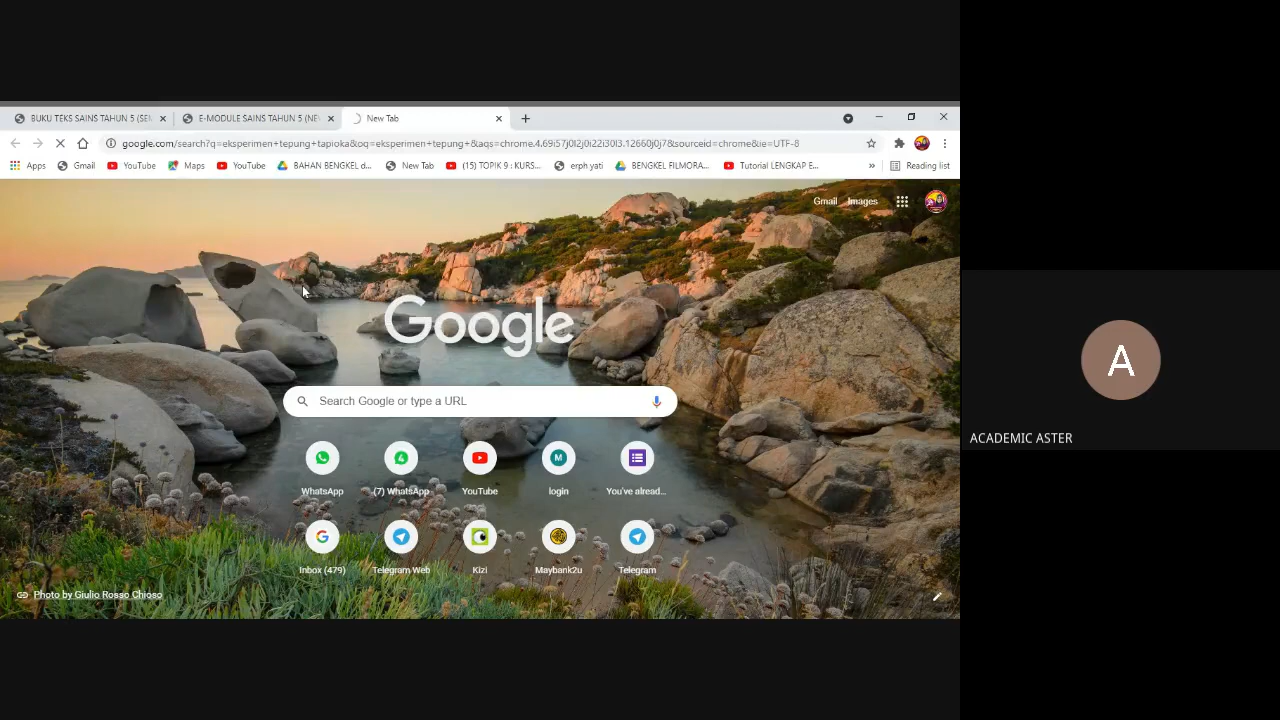 BUKU TEKS SAINS TAHUN 5 (SEM
E-MODULE SAINS TAHUN 5 (NE
New Tab
google.com/search?q=eksperimen+tepung+tapioka&oq=eksperimen+tepung+&aqs=chrome.4.69i57j0l2j0i22i30l3.12660j0j7&sourceid=chrome&ie=UTF-8
Apps Gmail YouTube Maps YouTube BAHAN BENGKEL d... New Tab (15) TOPIK 9 : KURS... erph yati BENGKEL FILMORA... Tutorial LENGKAP E... » Reading list
Gmail Images
Google
Search Google or type a URL
WhatsApp (7) WhatsApp YouTube login You've alread...
Inbox (479) Telegram Web Kizi Maybank2u Telegram
Photo by Giulio Rosso Chioso
A
ACADEMIC ASTER